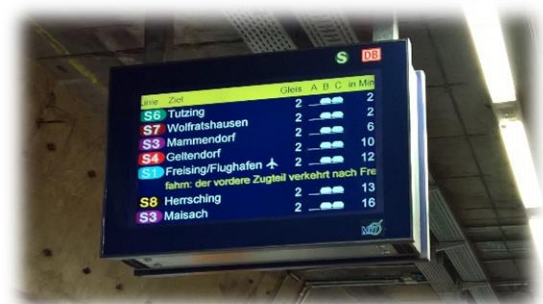 S DB
Linie Ziel Gleis A B C in Min
S6 Tutzing 2 2
S7 Wolfratshausen 2 2
S3 Mammendorf 2 6
S4 Geltendorf 2 10
S1 Freising/Flughafen 2 12
fahrn: der vordere Zugteil verkehrt nach Fre
S8 Herrsching 2 13
S3 Maisach 2 16